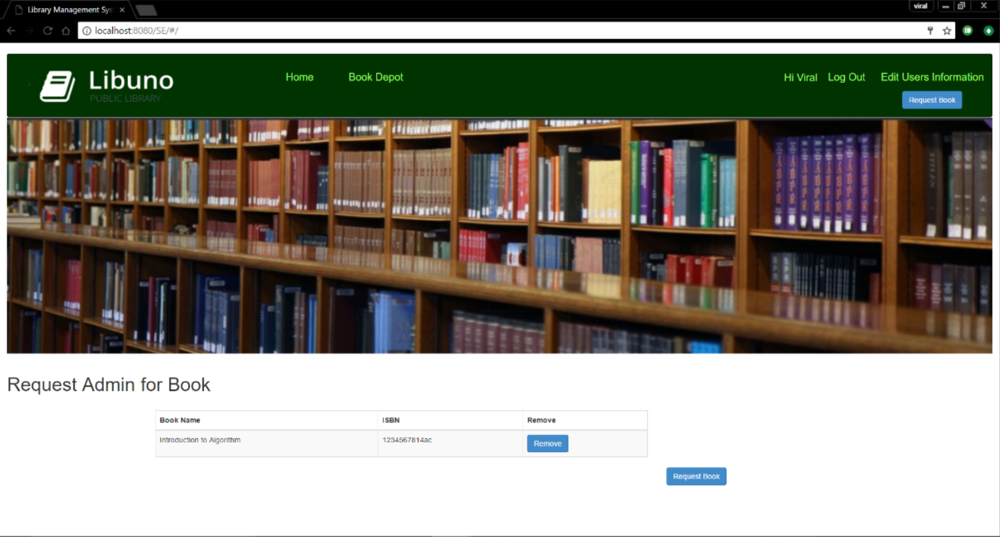 Library Management Sys
viral
localhost:8080/SE/#/
Libuno
PUBLIC LIBRARY
Home
Book Depot
Hi Viral
Log Out
Edit Users Information
Request Book
Request Admin for Book
Book Name ISBN Remove
Introduction to Algorithm 1234567814ac Remove
Request Book